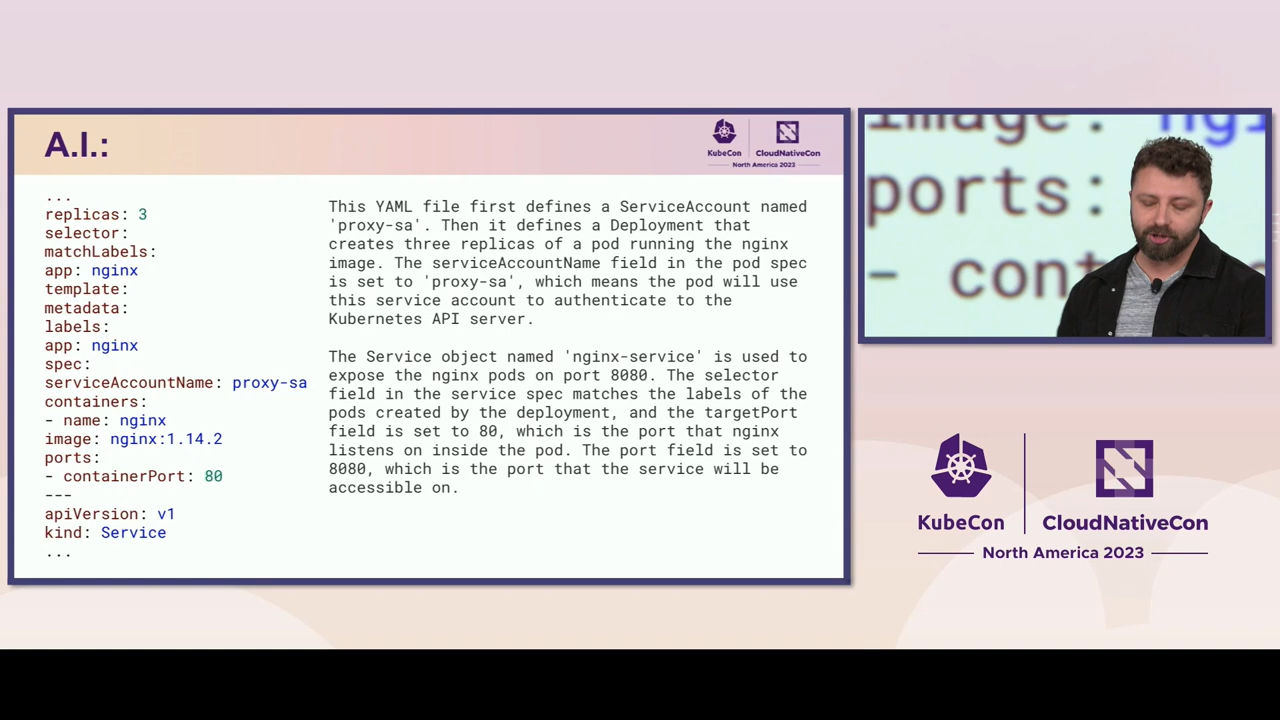 A.I.:
KubeCon
CloudNativeCon
North America 2023
...
replicas: 3
selector:
matchLabels:
app: nginx
template:
metadata:
labels:
app: nginx
spec:
serviceAccountName: proxy-sa
containers:
- name: nginx
image: nginx:1.14.2
ports:
- containerPort: 80
---
apiVersion: v1
kind: Service
...
This YAML file first defines a ServiceAccount named
'proxy-sa'. Then it defines a Deployment that
creates three replicas of a pod running the nginx
image. The serviceAccountName field in the pod spec
is set to 'proxy-sa', which means the pod will use
this service account to authenticate to the
Kubernetes API server.
The Service object named 'nginx-service' is used to
expose the nginx pods on port 8080. The selector
field in the service spec matches the labels of the
pods created by the deployment, and the targetPort
field is set to 80, which is the port that nginx
listens on inside the pod. The port field is set to
8080, which is the port that the service will be
accessible on.
image: ngi
ports:
- cont
KubeCon
CloudNativeCon
North America 2023